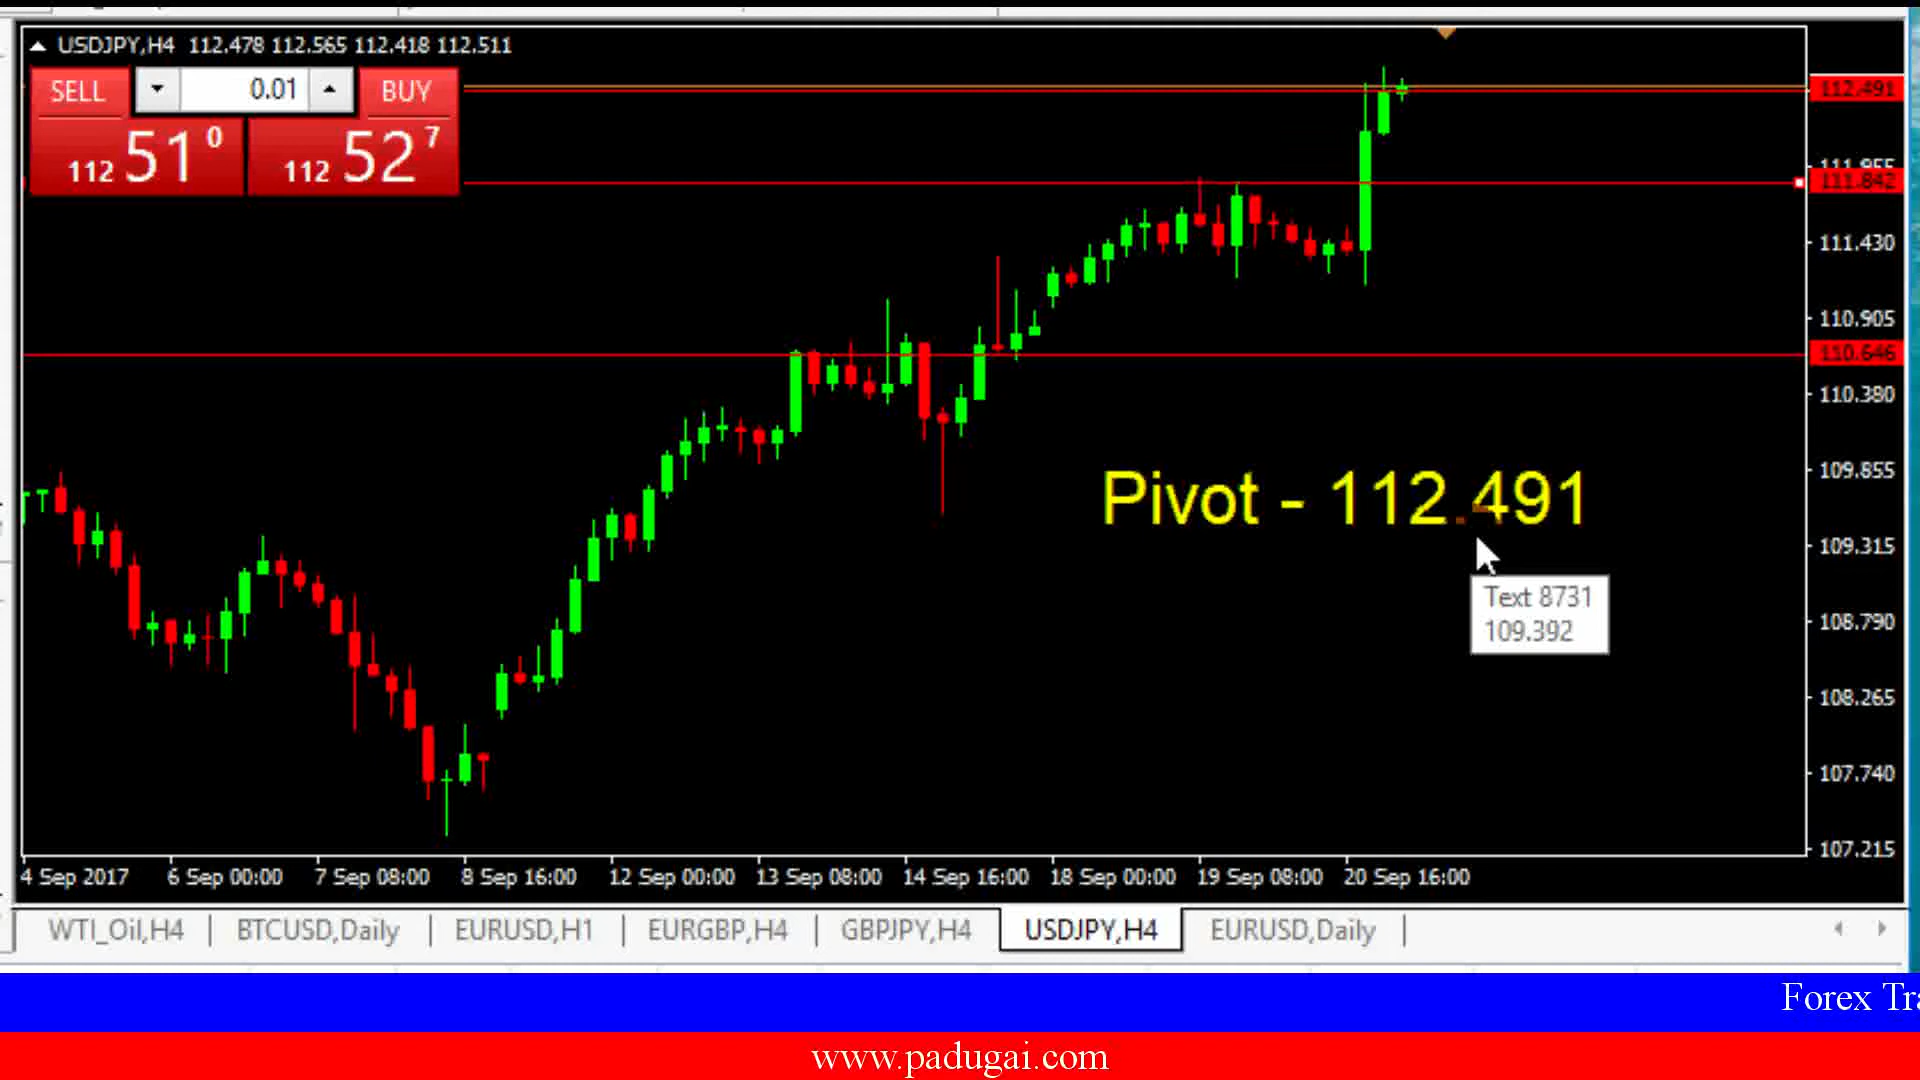 USDJPY,H4 112.478 112.565 112.418 112.511
SELL 0.01 BUY
112 51 0 112 52 7
112.491
111.955
111.842
111.430
110.905
110.646
110.380
109.855
109.315
108.790
108.265
107.740
107.215
Pivot - 112.491
Text 8731
109.392
4 Sep 2017 6 Sep 00:00 7 Sep 08:00 8 Sep 16:00 12 Sep 00:00 13 Sep 08:00 14 Sep 16:00 18 Sep 00:00 19 Sep 08:00 20 Sep 16:00
WTI_Oil,H4 BTCUSD,Daily EURUSD,H1 EURGBP,H4 GBPJPY,H4 USDJPY,H4 EURUSD,Daily
Forex
www.padugai.com